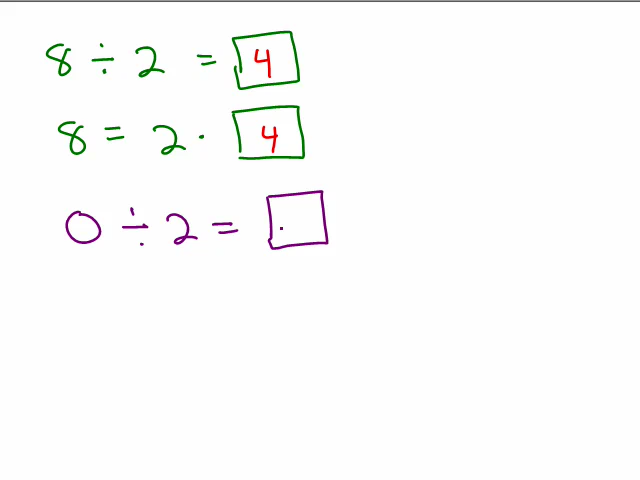 8 ÷ 2 = 4
8 = 2 · 4
0 ÷ 2 =